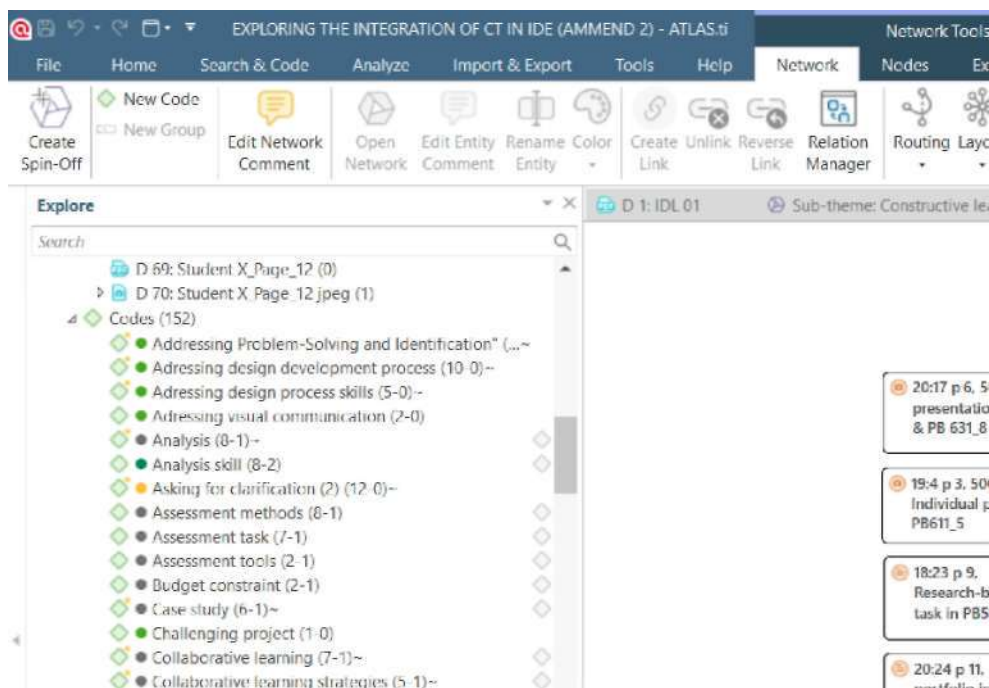 EXPLORING THE INTEGRATION OF CT IN IDE (AMMEND 2) - ATLAS.ti
Network Tools
File Home Search & Code Analyze Import & Export Tools Help Network Nodes Ex
New Code
New Group
Create Spin-Off
Edit Network Comment
Open Network
Edit Entity Comment
Rename Entity
Color
Create Link
Unlink
Reverse Link
Relation Manager
Routing
Layo
Explore
D 1: IDL 01
Sub-theme: Constructive lea
Search
D 69: Student X_Page_12 (0)
D 70: Student X_Page_12 jpeg (1)
Codes (152)
Addressing Problem-Solving and Identification" (...~
Adressing design development process (10-0)~
Adressing design process skills (5-0)~
Adressing visual communication (2-0)
Analysis (8-1)~
Analysis skill (8-2)
Asking for clarification (2) (12-0)~
Assessment methods (8-1)
Assessment task (7-1)
Assessment tools (2-1)
Budget constraint (2-1)
Case study (6-1)~
Challenging project (1-0)
Collaborative learning (7-1)~
Collaborative learning strategies (5-1)~
20:17 p 6, 5
presentatio
& PB 631_8
19:4 p 3, 500
Individual p
PB611_5
18:23 p 9,
Research-b
task in PB5
20:24 p 11,